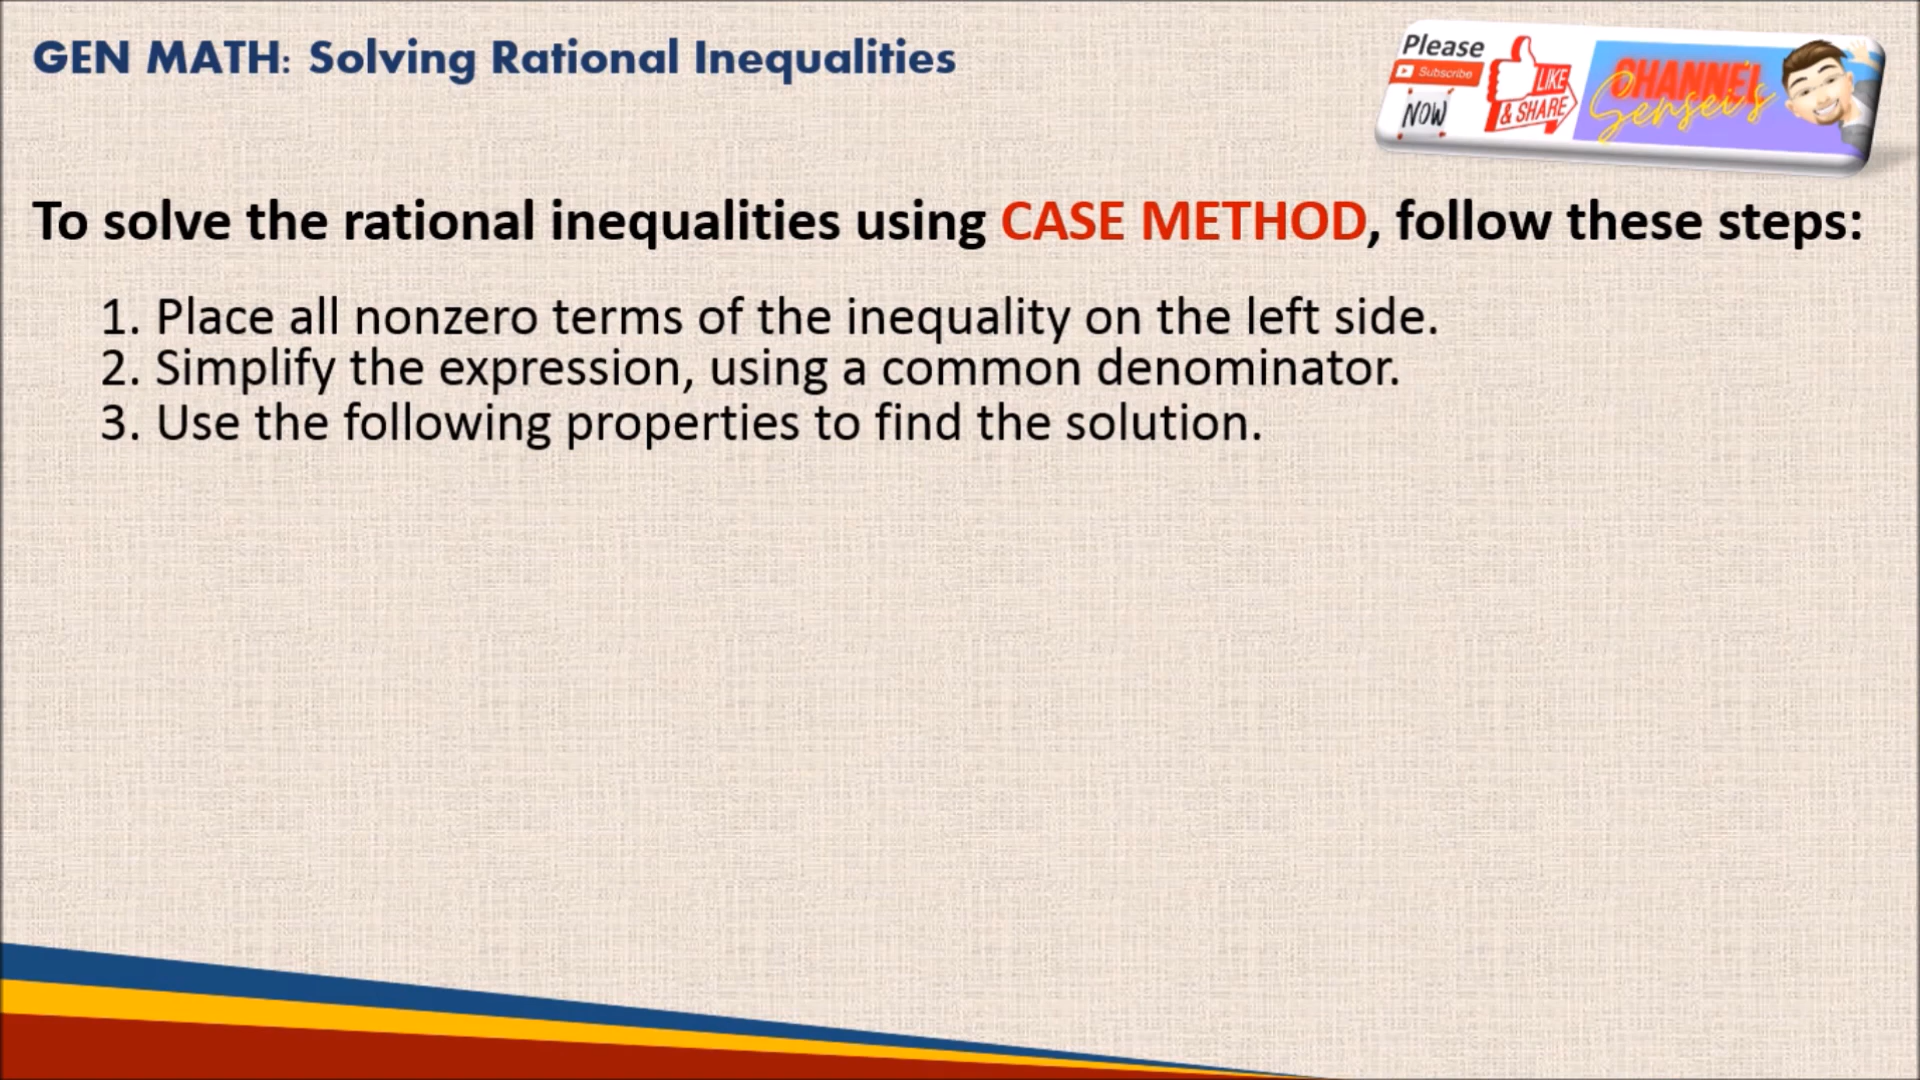 GEN MATH: Solving Rational Inequalities
Please
Subscribe
NOW
LIKE
& SHARE
CHANNEL
Sensei's
To solve the rational inequalities using CASE METHOD, follow these steps:
1. Place all nonzero terms of the inequality on the left side.
2. Simplify the expression, using a common denominator.
3. Use the following properties to find the solution.